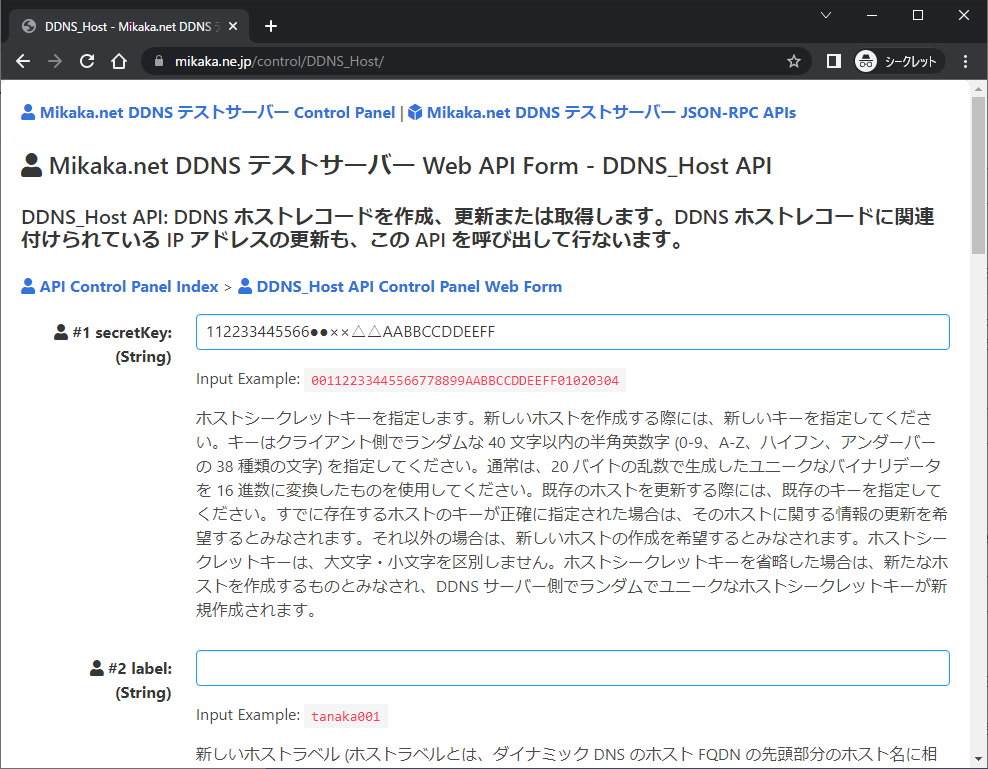 DDNS_Host - Mikaka.net DDNS テ
mikaka.ne.jp/control/DDNS_Host/
シークレット
Mikaka.net DDNS テストサーバー Control Panel | Mikaka.net DDNS テストサーバー JSON-RPC APIs
Mikaka.net DDNS テストサーバー Web API Form - DDNS_Host API
DDNS_Host API: DDNS ホストレコードを作成、更新または取得します。DDNS ホストレコードに関連
付けられている IP アドレスの更新も、この API を呼び出して行ないます。
API Control Panel Index > DDNS_Host API Control Panel Web Form
#1 secretKey:
(String)
112233445566●●××△△AABBCCDDEEFF
Input Example: 00112233445566778899AABBCCDDEEFF01020304
ホストシークレットキーを指定します。新しいホストを作成する際には、新しいキーを指定してくださ
い。キーはクライアント側でランダムな 40 文字以内の半角英数字 (0-9、A-Z、ハイフン、アンダーバー
の 38 種類の文字) を指定してください。通常は、20 バイトの乱数で生成したユニークなバイナリデータ
を 16 進数に変換したものを使用してください。既存のホストを更新する際には、既存のキーを指定して
ください。すでに存在するホストのキーが正確に指定された場合は、そのホストに関する情報の更新を希
望するとみなされます。それ以外の場合は、新しいホストの作成を希望するとみなされます。ホストシー
クレットキーは、大文字・小文字を区別しません。ホストシークレットキーを省略した場合は、新たなホ
ストを作成するものとみなされ、DDNS サーバー側でランダムでユニークなホストシークレットキーが新
規作成されます。
#2 label:
(String)
Input Example: tanaka001
新しいホストラベル (ホストラベルとは、ダイナミック DNS のホスト FQDN の先頭部分のホスト名に相